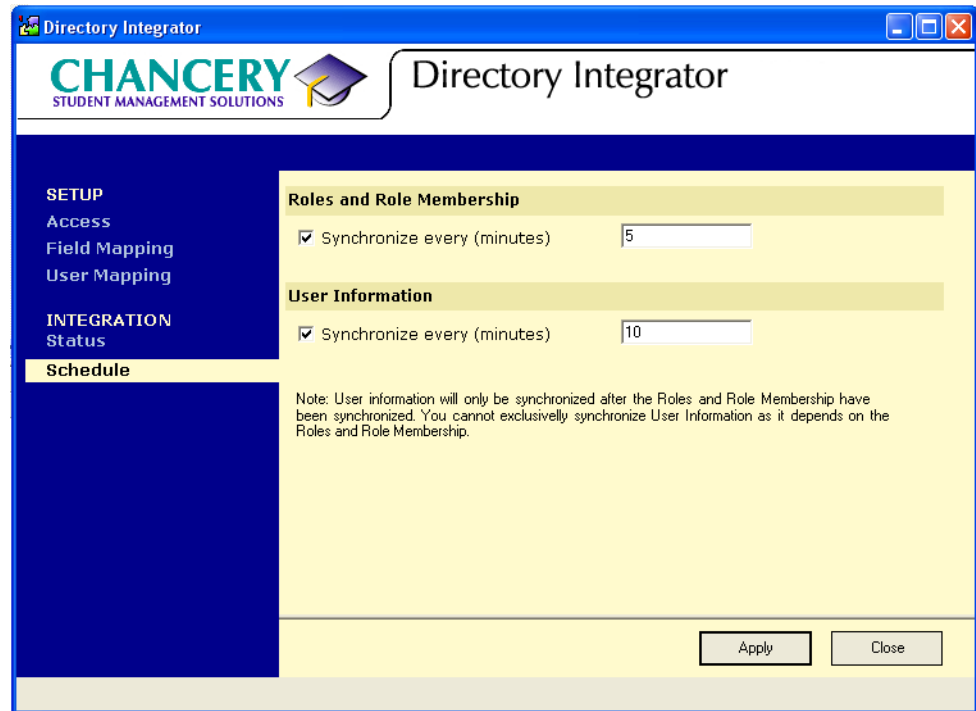 Directory Integrator
CHANCERY
STUDENT MANAGEMENT SOLUTIONS
Directory Integrator
SETUP
Access
Field Mapping
User Mapping
INTEGRATION
Status
Schedule
Roles and Role Membership
Synchronize every (minutes) 5
User Information
Synchronize every (minutes) 10
Note: User information will only be synchronized after the Roles and Role Membership have
been synchronized. You cannot exclusivelly synchronize User Information as it depends on the
Roles and Role Membership.
Apply Close